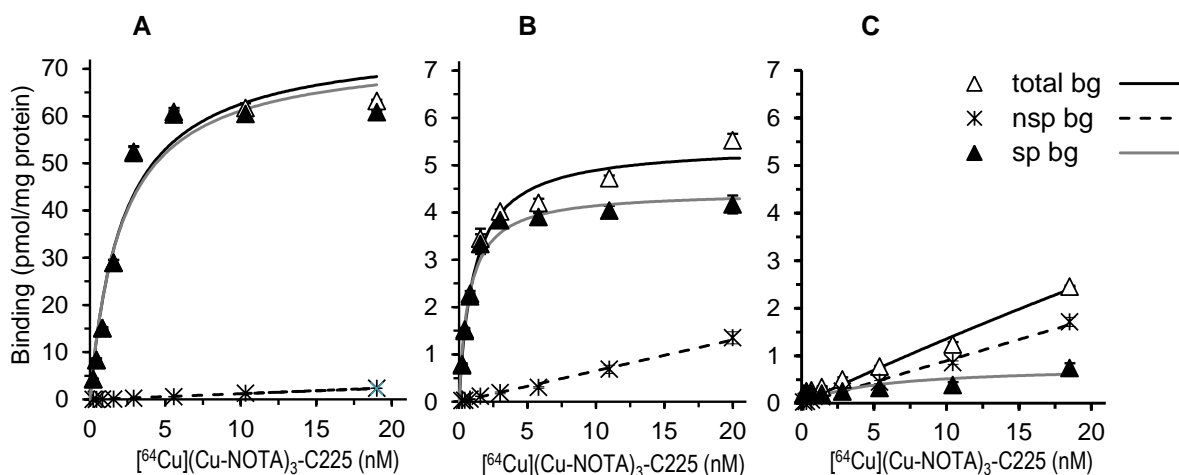 A
B
C
Binding (pmol/mg protein)
70
60
50
40
30
20
10
0
0 5 10 15 20
[⁶⁴Cu](Cu-NOTA)₃-C225 (nM)
7
6
5
4
3
2
1
0
0 5 10 15 20
[⁶⁴Cu](Cu-NOTA)₃-C225 (nM)
7
6
5
4
3
2
1
0
0 5 10 15 20
[⁶⁴Cu](Cu-NOTA)₃-C225 (nM)
total bg
nsp bg
sp bg